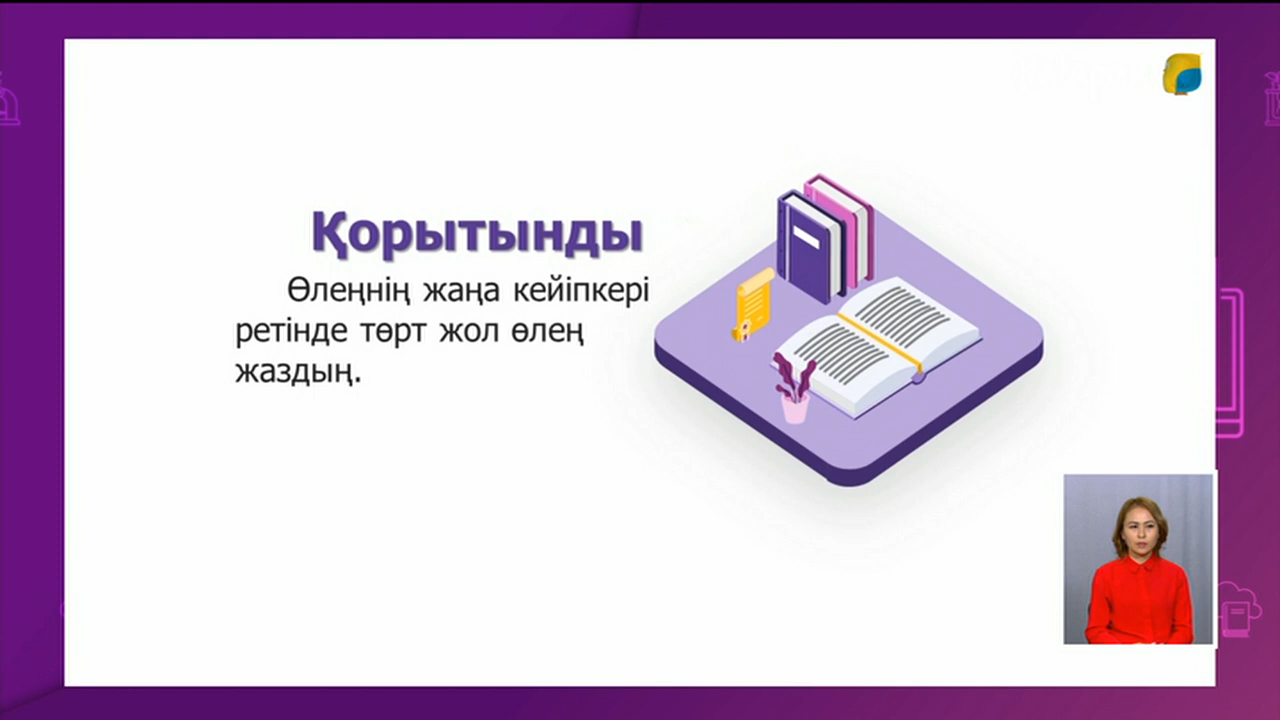 Қорытынды
Өлеңнің жаңа кейіпкері
ретінде төрт жол өлең
жаздың.